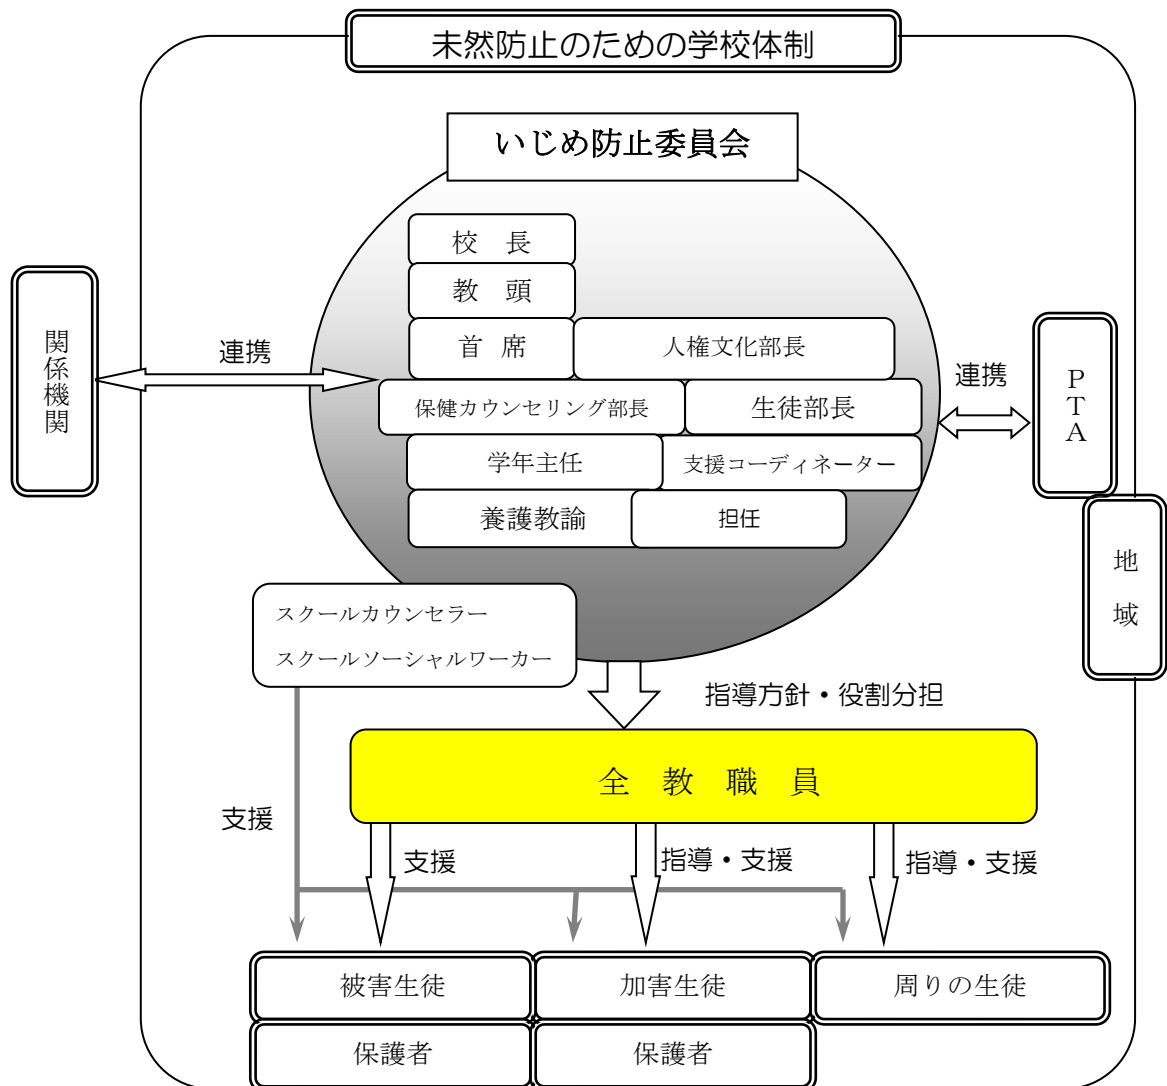 未然防止のための学校体制
いじめ防止委員会
校　長
教　頭
首 席
人権文化部長
保健カウンセリング部長
生徒部長
学年主任
支援コーディネーター
養護教諭
担任
関係機関
連携
連携
PTA
地域
スクールカウンセラー
スクールソーシャルワーカー
指導方針・役割分担
全　教　職　員
支援
支援
指導・支援
指導・支援
被害生徒
加害生徒
周りの生徒
保護者
保護者